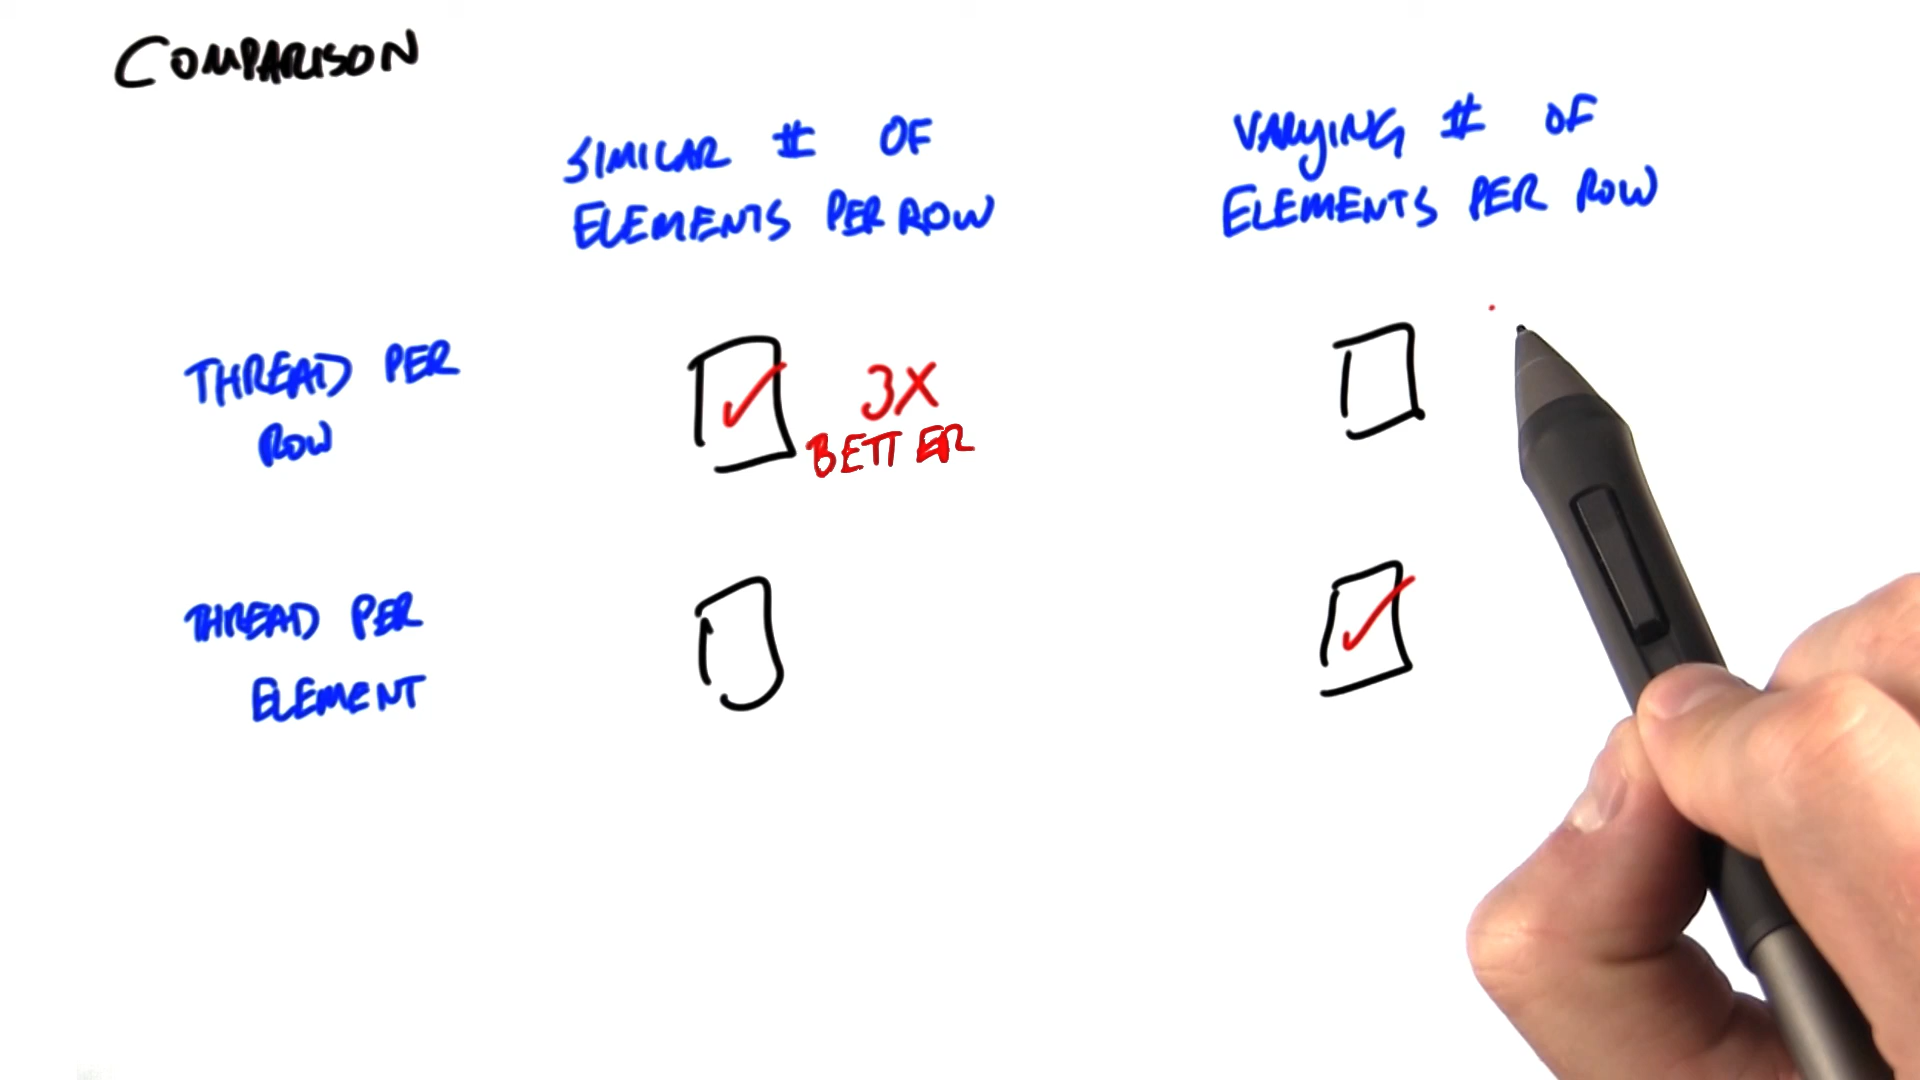 COMPARISON
SIMILAR # OF
ELEMENTS PER ROW
VARYING # OF
ELEMENTS PER ROW
THREAD PER
ROW
3X
BETTER
THREAD PER
ELEMENT